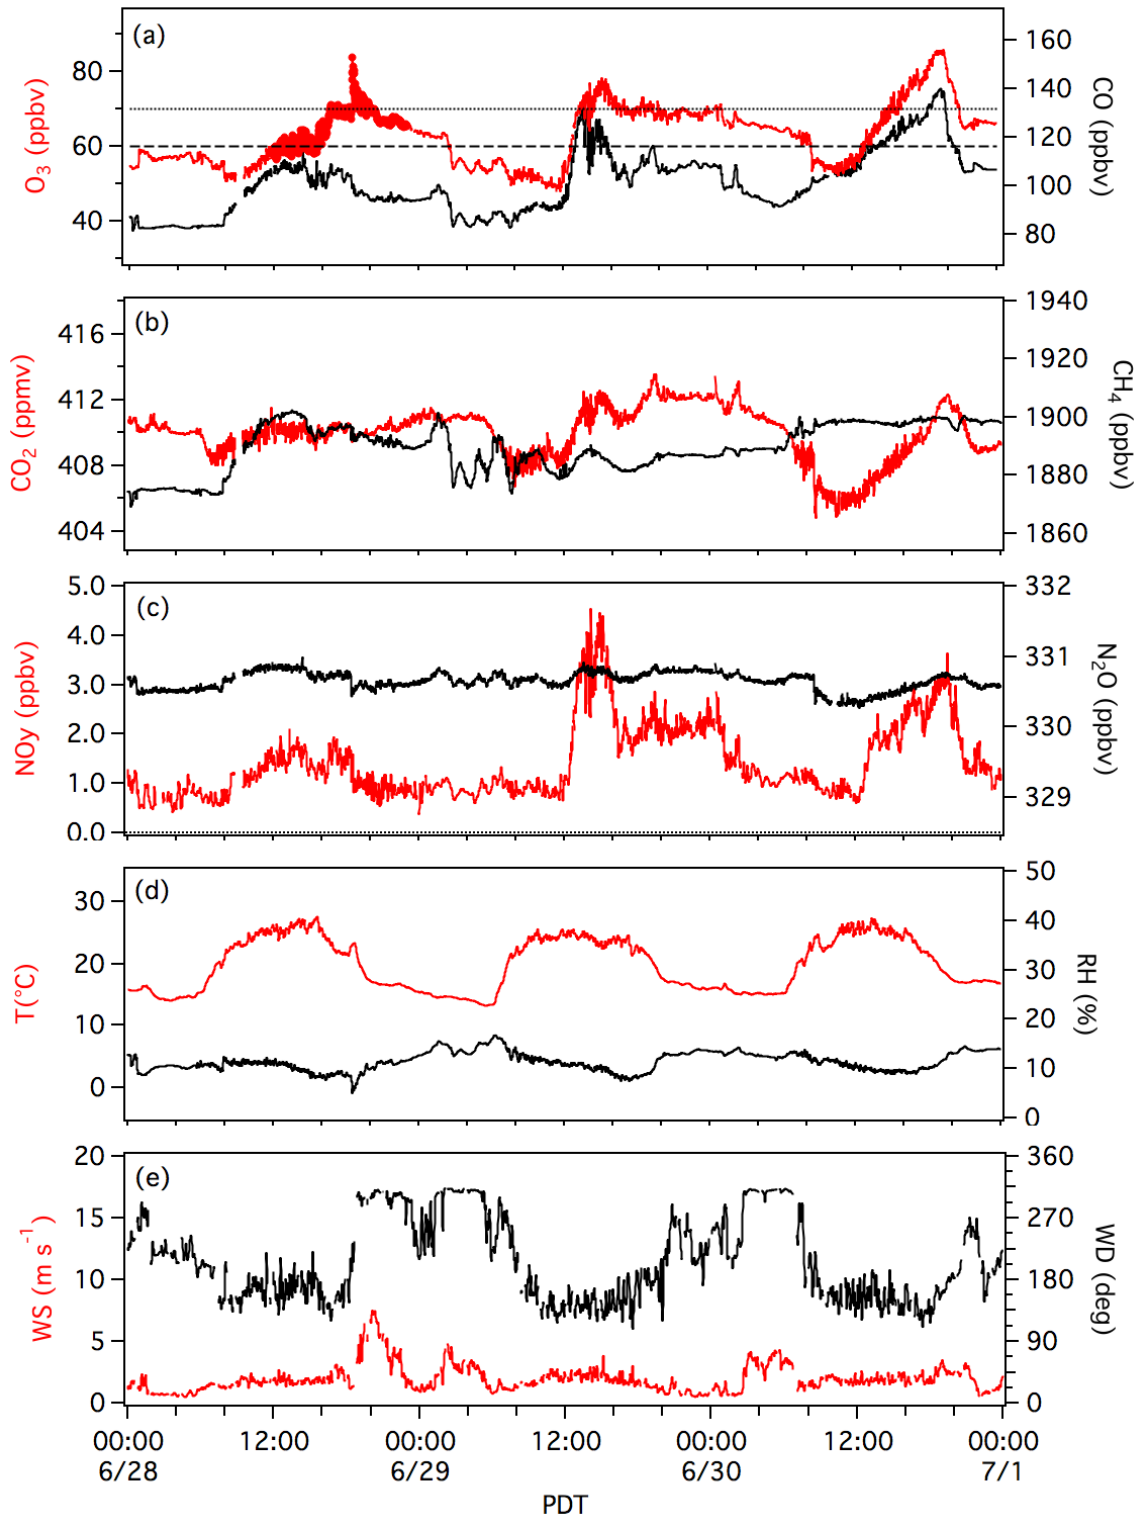 (a)
O3 (ppbv)
80
60
40
CO (ppbv)
160
140
120
100
80
(b)
CO2 (ppmv)
416
412
408
404
CH4 (ppbv)
1940
1920
1900
1880
1860
(c)
NOy (ppbv)
5.0
4.0
3.0
2.0
1.0
0.0
N2O (ppbv)
332
331
330
329
(d)
T(°C)
30
20
10
0
RH (%)
50
40
30
20
10
0
(e)
WS (m s-1)
20
15
10
5
0
WD (deg)
360
270
180
90
0
00:00 12:00 00:00 12:00 00:00 12:00 00:00
6/28 6/29 6/30 7/1
PDT